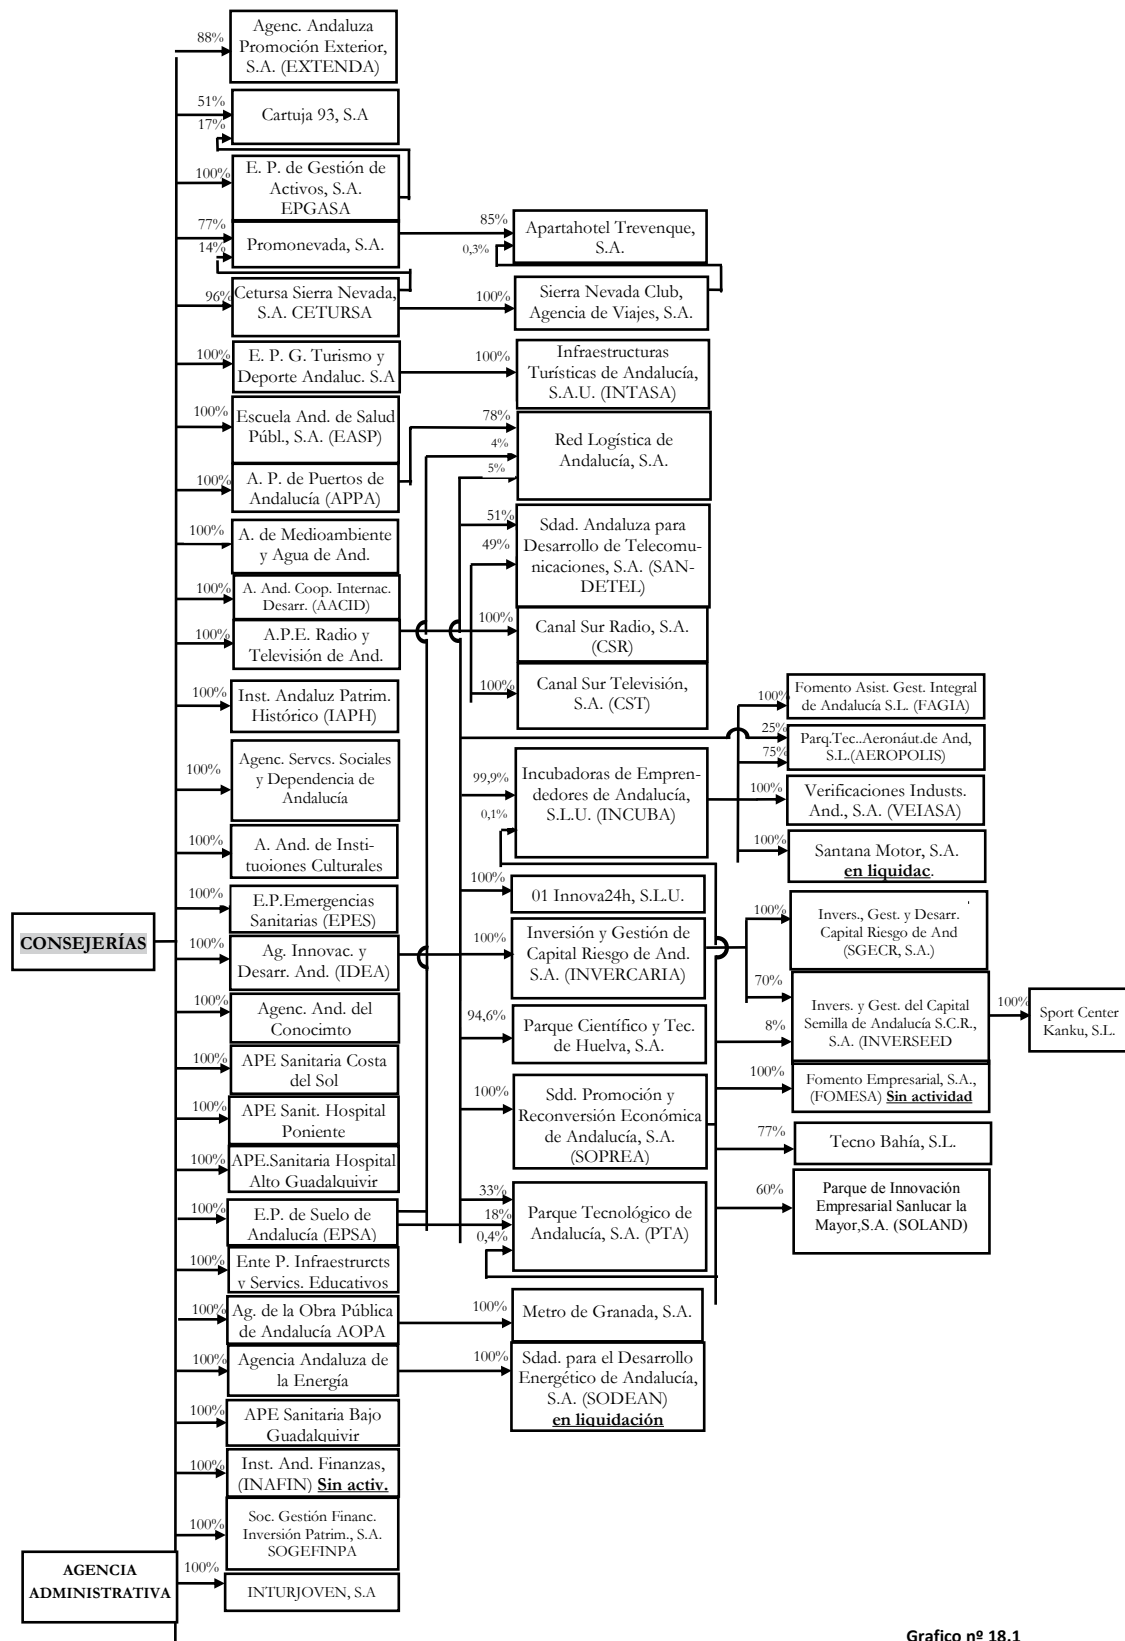 88%
Agenc. Andaluza
Promoción Exterior,
S.A. (EXTENDA)
51%
17%
Cartuja 93, S.A
100%
E. P. de Gestión de
Activos, S.A.
EPGASA
77%
14%
Promonevada, S.A.
85%
0,3%
Apartahotel Trevenque,
S.A.
96%
Cetursa Sierra Nevada,
S.A. CETURSA
100%
Sierra Nevada Club,
Agencia de Viajes, S.A.
100%
E. P. G. Turismo y
Deporte Andaluc. S.A
100%
Infraestructuras
Turísticas de Andalucía,
S.A.U. (INTASA)
100%
Escuela And. de Salud
Públ., S.A. (EASP)
78%
4%
5%
Red Logística de
Andalucía, S.A.
100%
A. P. de Puertos de
Andalucía (APPA)
100%
A. de Medioambiente
y Agua de And.
51%
49%
Sdad. Andaluza para
Desarrollo de Telecomu-
nicaciones, S.A. (SAN-
DETEL)
100%
A. And. Coop. Internac.
Desarr. (AACID)
100%
A.P.E. Radio y
Televisión de And.
100%
Canal Sur Radio, S.A.
(CSR)
100%
Canal Sur Televisión,
S.A. (CST)
100%
Inst. Andaluz Patrim.
Histórico (IAPH)
100%
Fomento Asist. Gest. Integral
de Andalucía S.L. (FAGIA)
25%
75%
Parq.Tec..Aeronáut.de And,
S.L.(AEROPOLIS)
100%
Agenc. Servcs. Sociales
y Dependencia de
Andalucía
99,9%
0,1%
Incubadoras de Empren-
dedores de Andalucía,
S.L.U. (INCUBA)
100%
Verificaciones Industs.
And., S.A. (VEIASA)
100%
A. And. de Insti-
tuoiones Culturales
100%
Santana Motor, S.A.
en liquidac.
100%
E.P.Emergencias
Sanitarias (EPES)
100%
01 Innova24h, S.L.U.
CONSEJERÍAS
100%
Ag. Innovac. y
Desarr. And. (IDEA)
100%
Inversión y Gestión de
Capital Riesgo de And.
S.A. (INVERCARIA)
100%
Invers., Gest. y Desarr.
Capital Riesgo de And
(SGECR, S.A.)
70%
8%
Invers. y Gest. del Capital
Semilla de Andalucía S.C.R.,
S.A. (INVERSEED
100%
Sport Center
Kanku, S.L.
100%
Agenc. And. del
Conocimto
94,6%
Parque Científico y Tec.
de Huelva, S.A.
100%
APE Sanitaria Costa
del Sol
100%
Fomento Empresarial, S.A.,
(FOMESA) Sin actividad
100%
APE Sanit. Hospital
Poniente
100%
Sdd. Promoción y
Reconversión Económica
de Andalucía, S.A.
(SOPREA)
77%
Tecno Bahía, S.L.
100%
APE.Sanitaria Hospital
Alto Guadalquivir
60%
Parque de Innovación
Empresarial Sanlucar la
Mayor,S.A. (SOLAND)
100%
E.P. de Suelo de
Andalucía (EPSA)
33%
18%
0,4%
Parque Tecnológico de
Andalucía, S.A. (PTA)
100%
Ente P. Infraestrurcts
y Servics. Educativos
100%
Ag. de la Obra Pública
de Andalucía AOPA
100%
Metro de Granada, S.A.
100%
Agencia Andaluza de
la Energía
100%
Sdad. para el Desarrollo
Energético de Andalucía,
S.A. (SODEAN)
en liquidación
100%
APE Sanitaria Bajo
Guadalquivir
100%
Inst. And. Finanzas,
(INAFIN) Sin activ.
100%
Soc. Gestión Financ.
Inversión Patrim., S.A.
SOGEFINPA
AGENCIA
ADMINISTRATIVA
100%
INTURJOVEN, S.A
Grafico nº 18.1